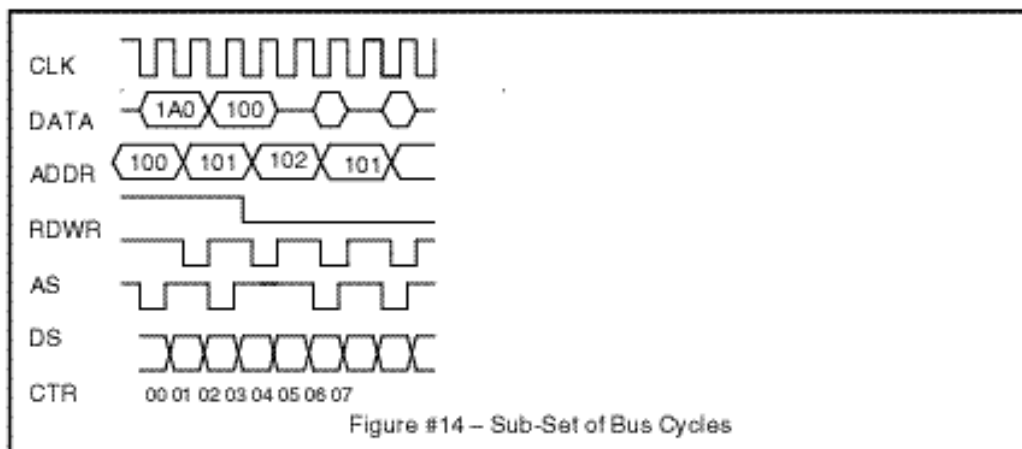 CLK
DATA 1A0 100
ADDR 100 101 102 101
RDWR
AS
DS
CTR 00 01 02 03 04 05 06 07
Figure #14 – Sub-Set of Bus Cycles